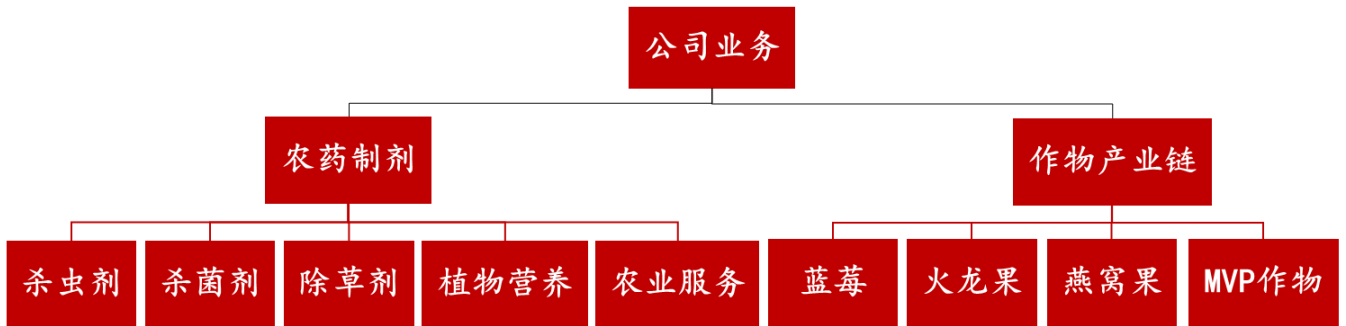 公司业务
农药制剂
作物产业链
杀虫剂
杀菌剂
除草剂
植物营养
农业服务
蓝莓
火龙果
燕窝果
MVP作物